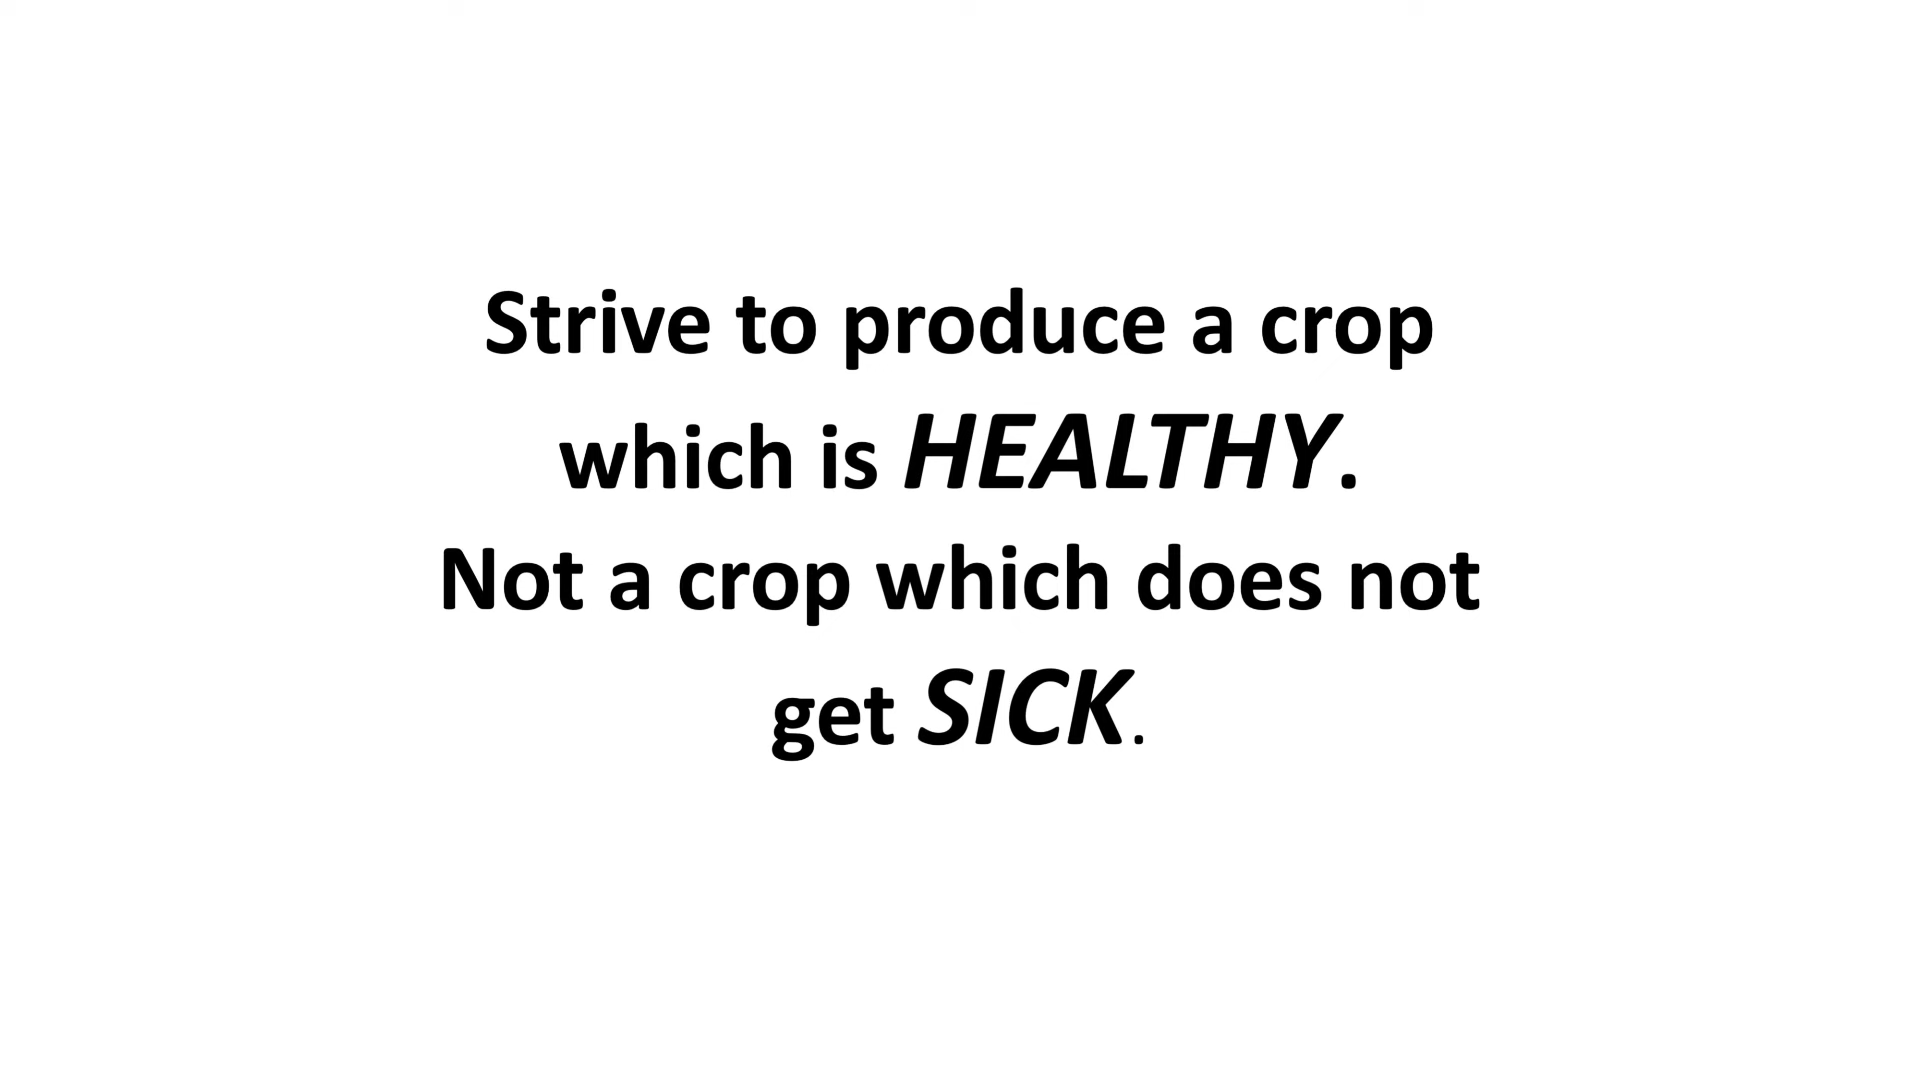 Strive to produce a crop
which is HEALTHY.
Not a crop which does not
get SICK.